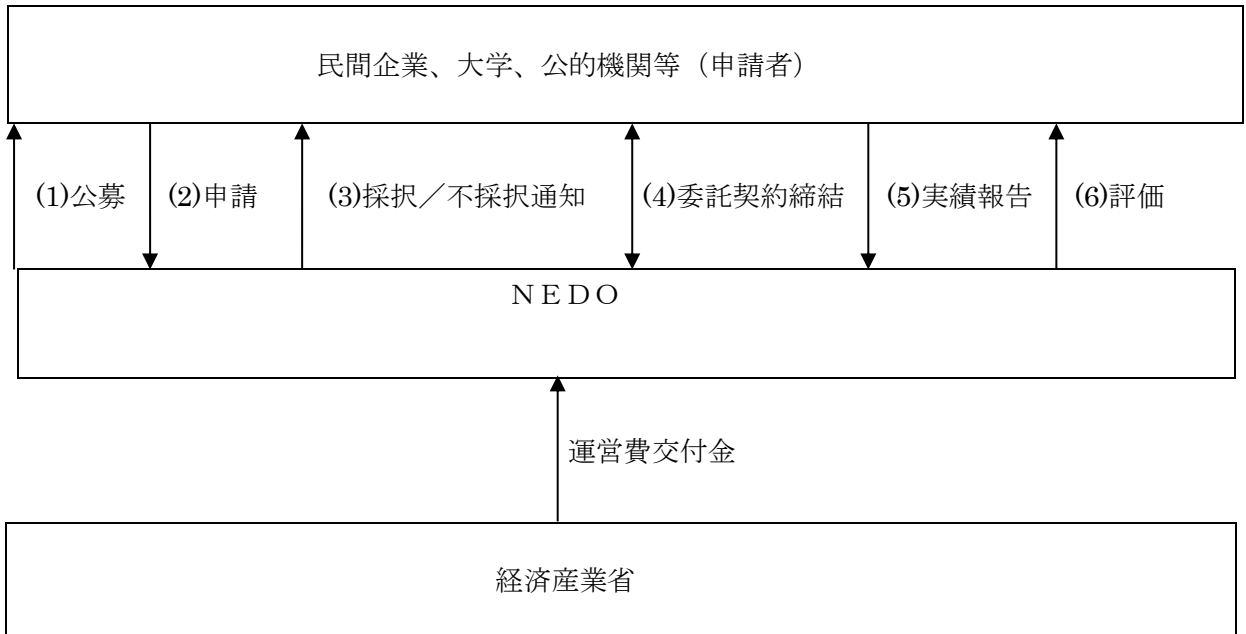 民間企業、大学、公的機関等（申請者）
(1)公募
(2)申請
(3)採択／不採択通知
(4)委託契約締結
(5)実績報告
(6)評価
ＮＥＤＯ
運営費交付金
経済産業省